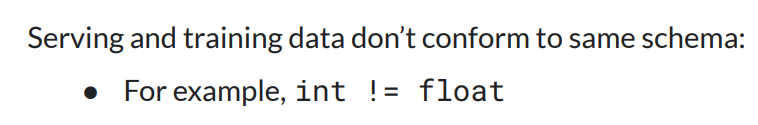 Serving and training data don’t conform to same schema:
● For example, int != float